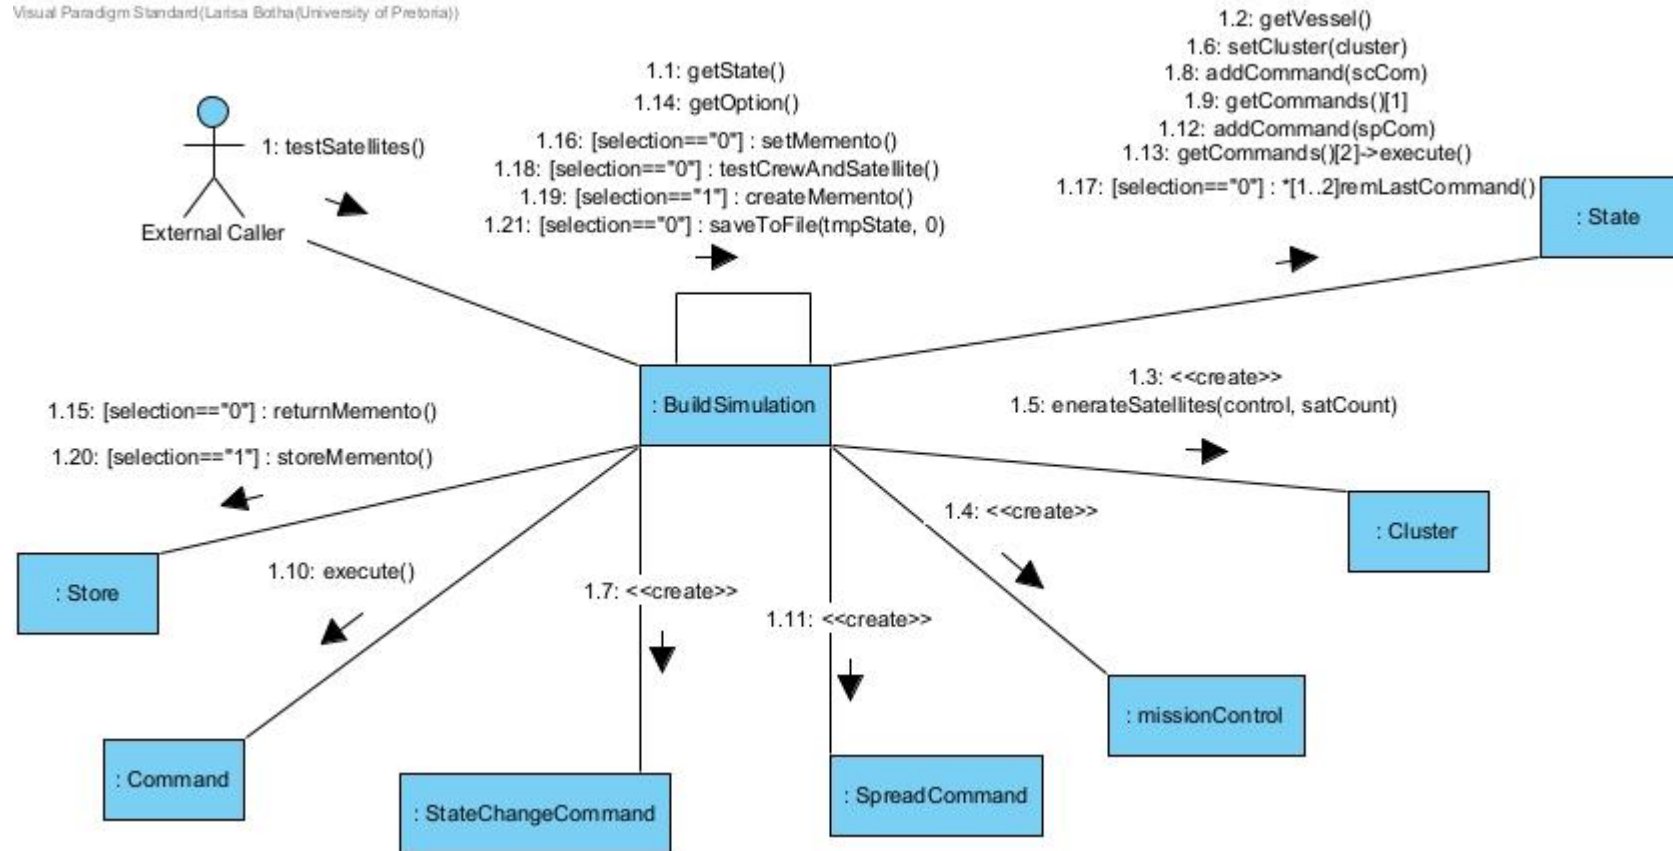 Visual Paradigm Standard(Larisa Botha(University of Pretoria))
1: testSatellites()
External Caller
1.1: getState()
1.14: getOption()
1.16: [selection=="0"] : setMemento()
1.18: [selection=="0"] : testCrewAndSatellite()
1.19: [selection=="1"] : createMemento()
1.21: [selection=="0"] : saveToFile(tmpState, 0)
1.2: getVessel()
1.6: setCluster(cluster)
1.8: addCommand(scCom)
1.9: getCommands()[1]
1.12: addCommand(spCom)
1.13: getCommands()[2]->execute()
1.17: [selection=="0"] : *[1..2]remLastCommand()
: State
: BuildSimulation
1.3: <<create>>
1.5: enerateSatellites(control, satCount)
1.15: [selection=="0"] : returnMemento()
1.20: [selection=="1"] : storeMemento()
1.4: <<create>>
: Cluster
: Store
1.10: execute()
1.7: <<create>>
1.11: <<create>>
: missionControl
: Command
: StateChangeCommand
: SpreadCommand